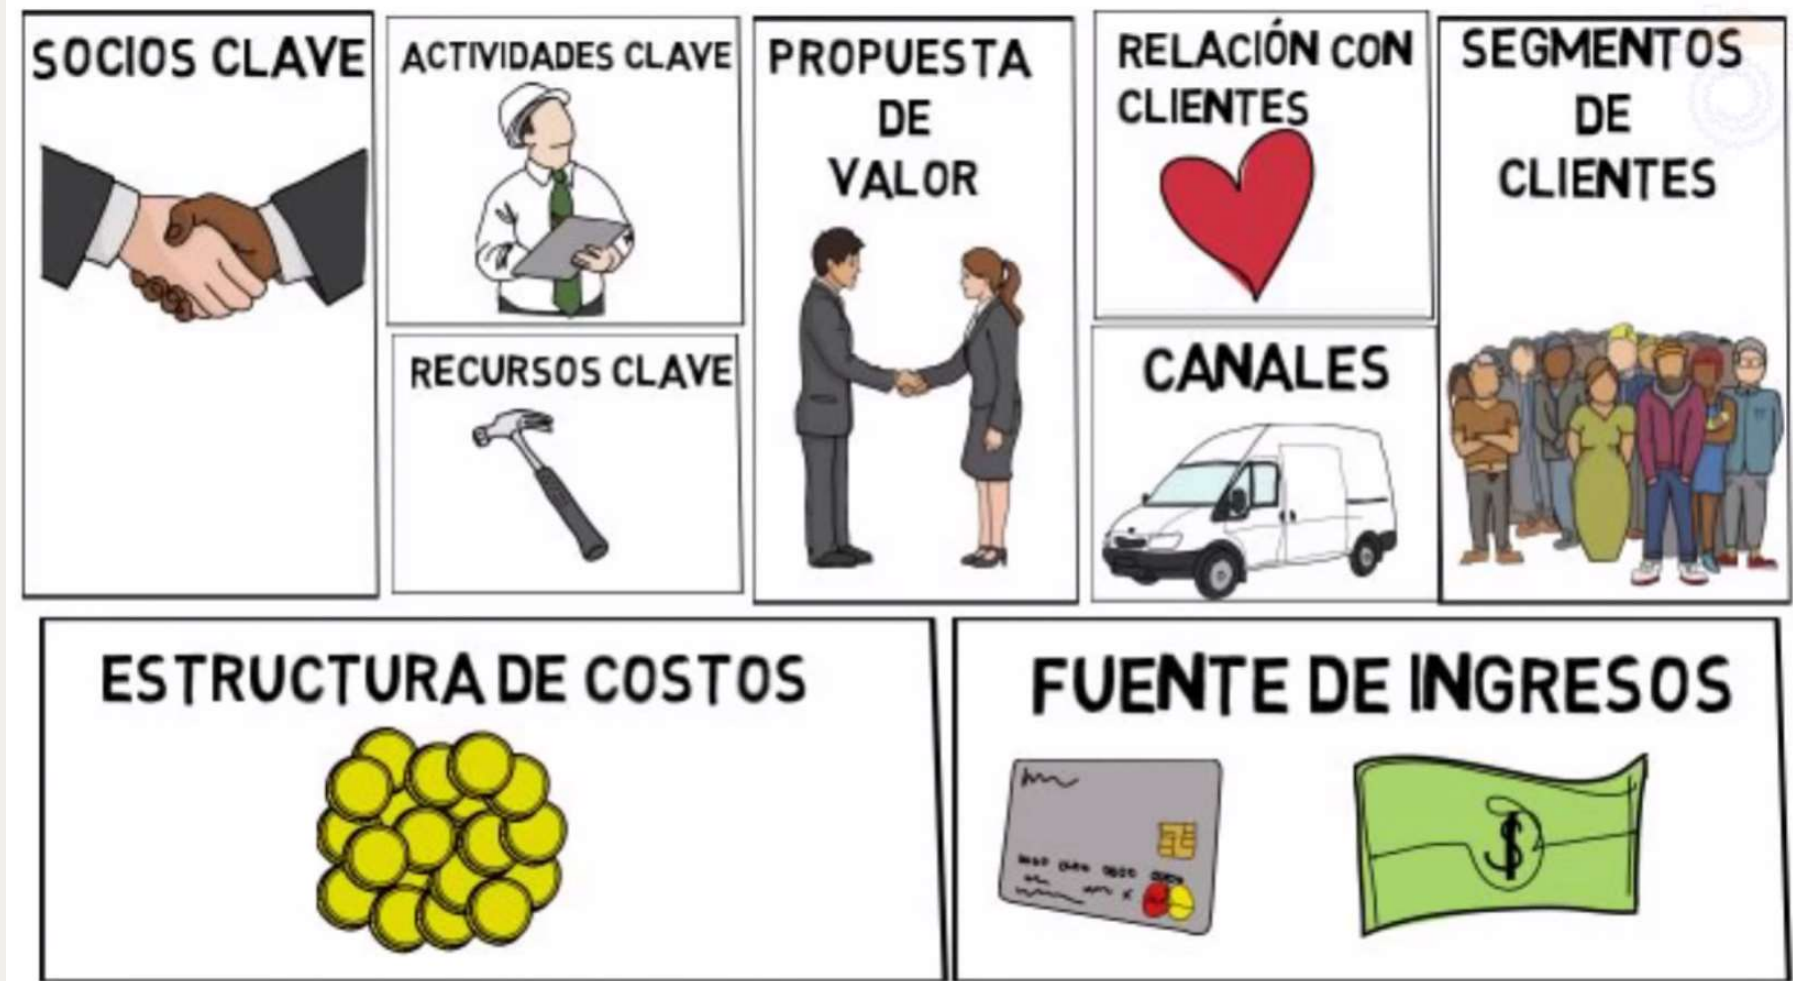 SOCIOS CLAVE
ACTIVIDADES CLAVE
RECURSOS CLAVE
PROPUESTA
DE
VALOR
RELACIÓN CON
CLIENTES
CANALES
SEGMENTOS
DE
CLIENTES
ESTRUCTURA DE COSTOS
FUENTE DE INGRESOS
$